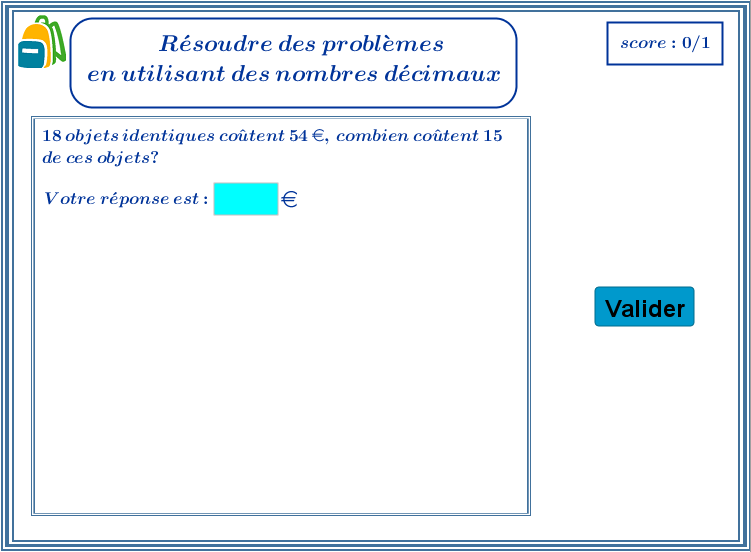 Résoudre des problèmes
en utilisant des nombres décimaux
score : 0/1
18 objets identiques coûtent 54 €, combien coûtent 15
de ces objets?
Votre réponse est : €
Valider